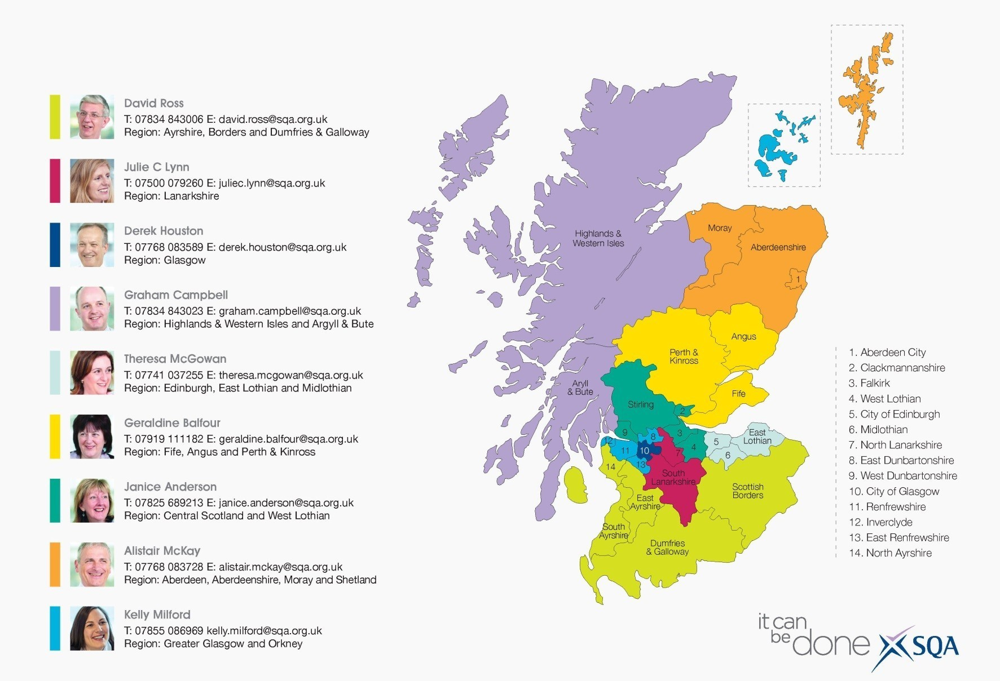 David Ross
T: 07834 843006 E: david.ross@sqa.org.uk
Region: Ayrshire, Borders and Dumfries & Galloway
Julie C Lynn
T: 07500 079260 E: juliec.lynn@sqa.org.uk
Region: Lanarkshire
Derek Houston
T: 07768 083589 E: derek.houston@sqa.org.uk
Region: Glasgow
Graham Campbell
T: 07834 843023 E: graham.campbell@sqa.org.uk
Region: Highlands & Western Isles and Argyll & Bute
Theresa McGowan
T: 07741 037255 E: theresa.mcgowan@sqa.org.uk
Region: Edinburgh, East Lothian and Midlothian
Geraldine Balfour
T: 07919 111182 E: geraldine.balfour@sqa.org.uk
Region: Fife, Angus and Perth & Kinross
Janice Anderson
T: 07825 689213 E: janice.anderson@sqa.org.uk
Region: Central Scotland and West Lothian
Alistair McKay
T: 07768 083728 E: alistair.mckay@sqa.org.uk
Region: Aberdeen, Aberdeenshire, Moray and Shetland
Kelly Milford
T: 07855 086969 kelly.milford@sqa.org.uk
Region: Greater Glasgow and Orkney
Highlands &
Western Isles
Moray
Aberdeenshire
1
Angus
Perth &
Kinross
Aryll
& Bute
Fife
Stirling
2
9
3
8
12
11
10
7
4
5
6
East
Lothian
13
14
South
Lanarkshire
Scottish
Borders
East
Ayrshire
South
Ayrshire
Dumfries
& Galloway
1. Aberdeen City
2. Clackmannanshire
3. Falkirk
4. West Lothian
5. City of Edinburgh
6. Midlothian
7. North Lanarkshire
8. East Dunbartonshire
9. West Dunbartonshire
10. City of Glasgow
11. Renfrewshire
12. Inverclyde
13. East Renfrewshire
14. North Ayrshire
it can
be done
SQA